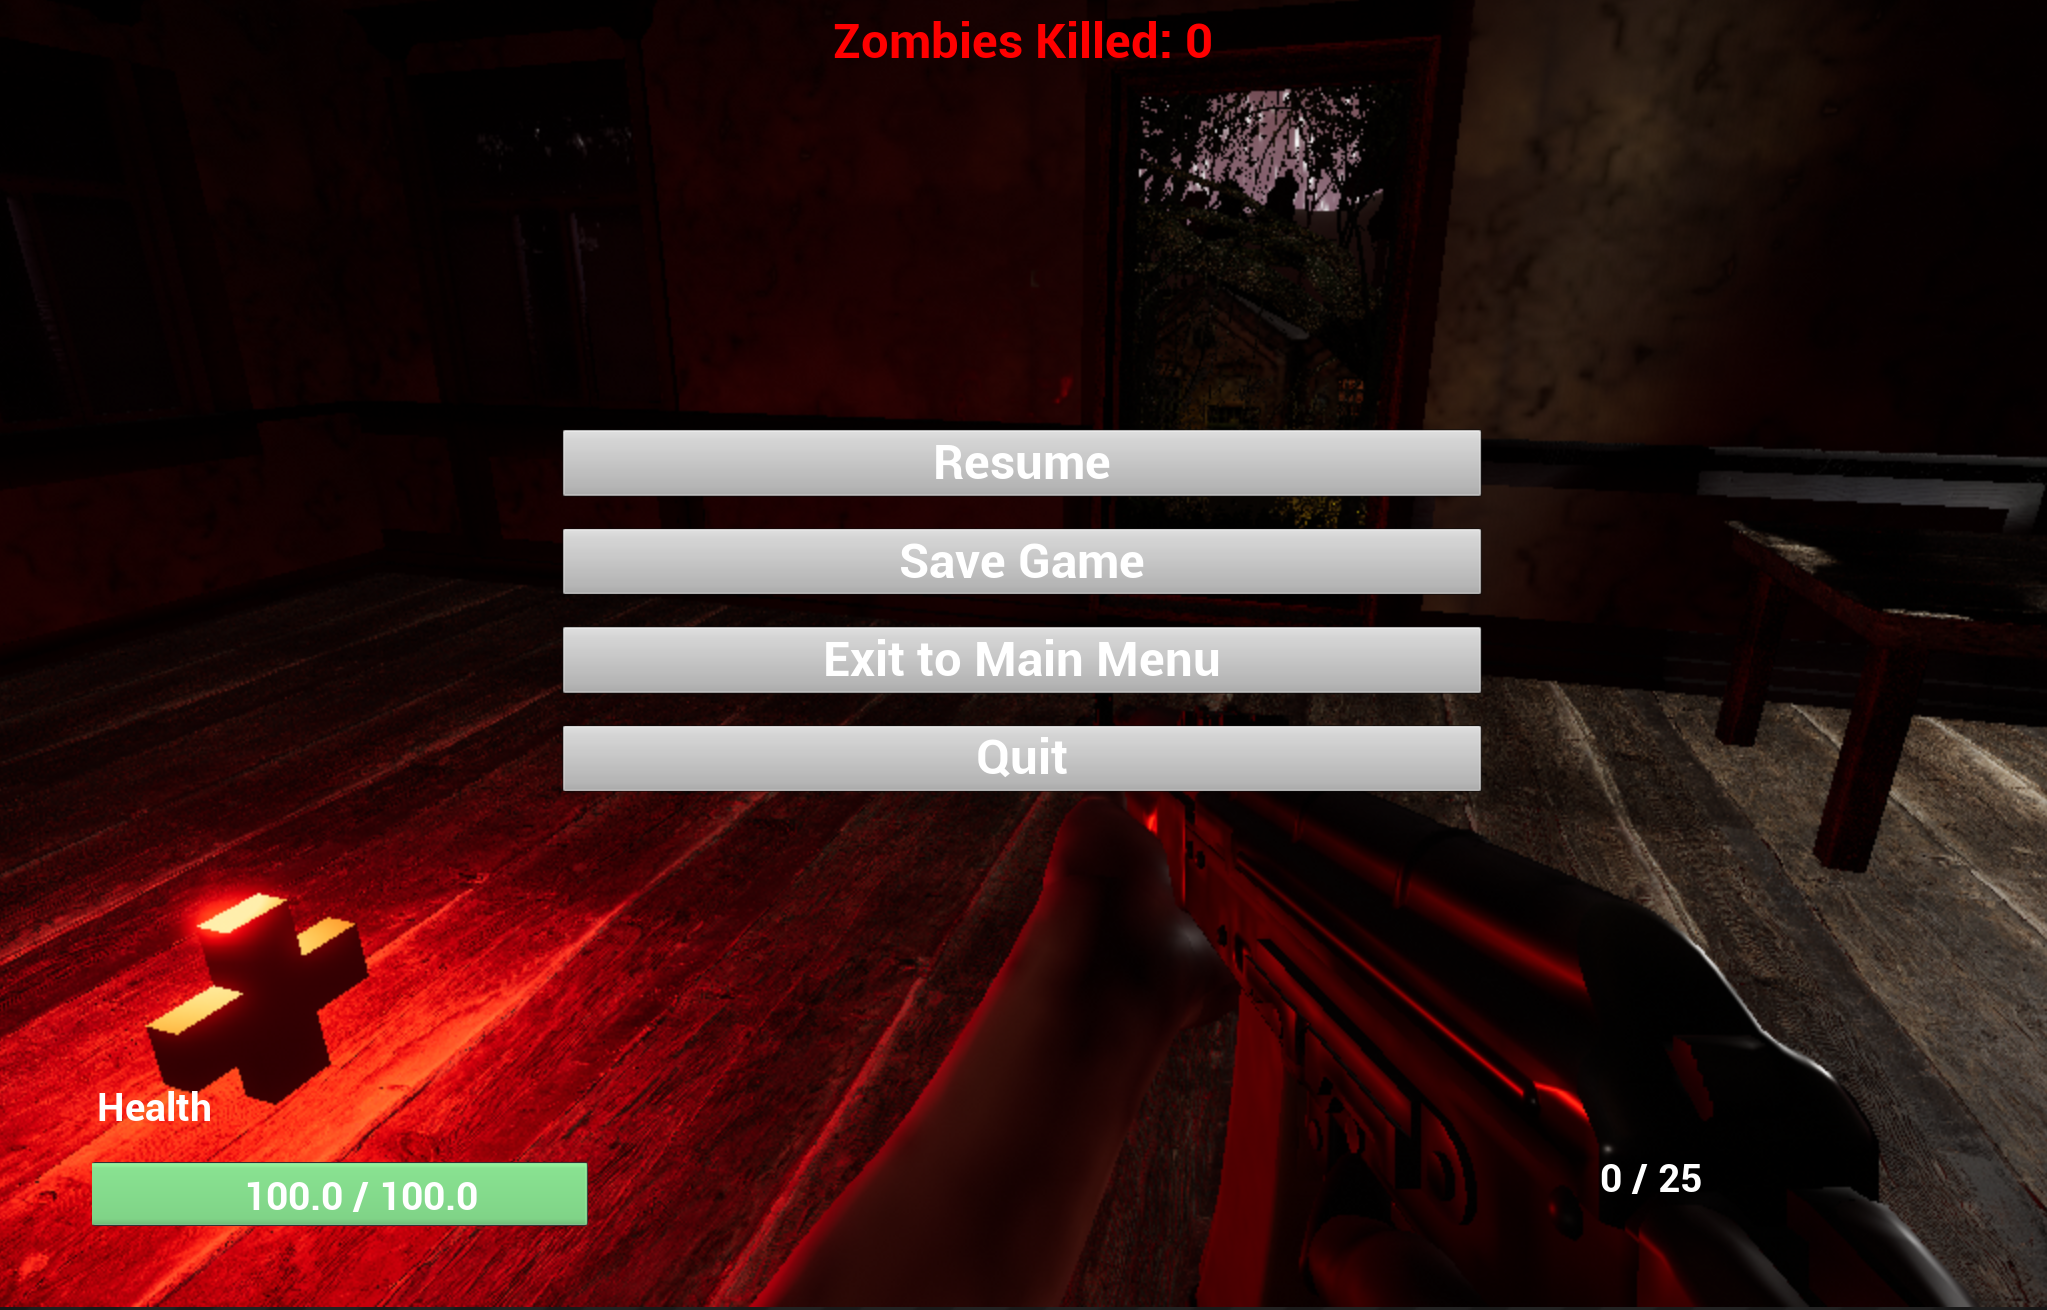 Zombies Killed: 0
Resume
Save Game
Exit to Main Menu
Quit
Health
100.0 / 100.0
0 / 25